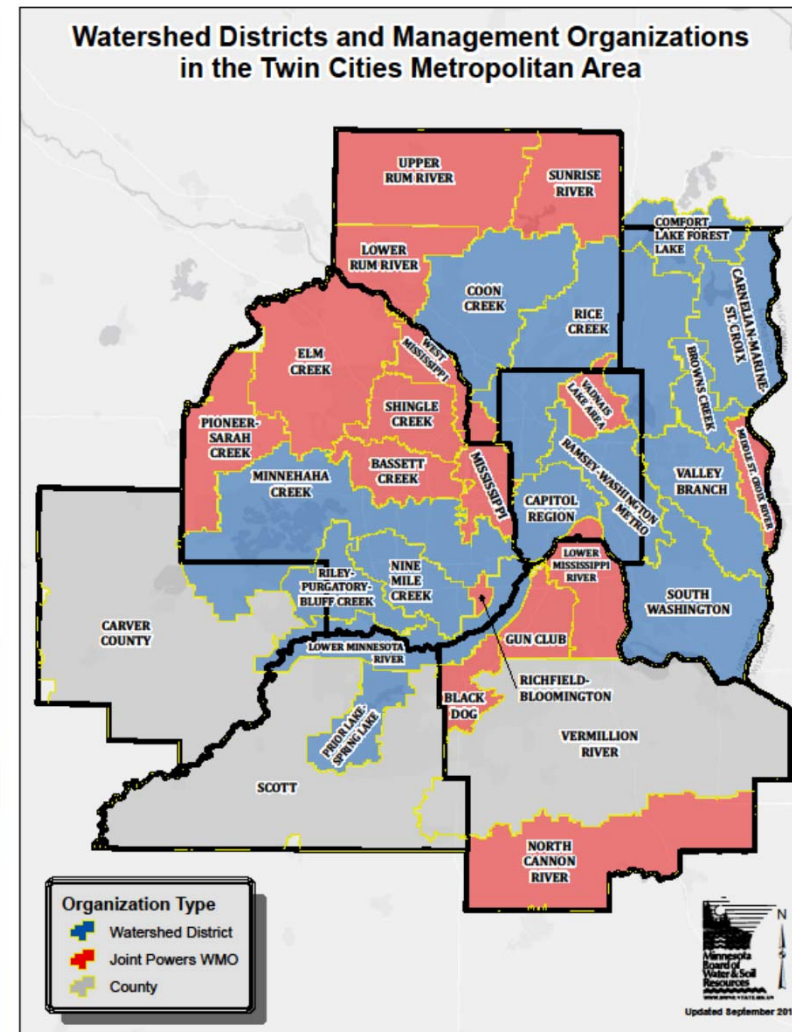 Watershed Districts and Management Organizations
in the Twin Cities Metropolitan Area
UPPER
RUM RIVER
SUNRISE
RIVER
COMFORT
LAKE FOREST
LAKE
LOWER
RUM RIVER
COON
CREEK
RICE
CREEK
CARNELIAN-MARINE-
ST. CROIX
WEST
MISSISSIPPI
ELM
CREEK
BROWNS CREEK
VADNAIS
LAKE AREA
SHINGLE
CREEK
PIONEER-
SARAH
CREEK
MIDDLE ST. CROIX RIVER
BASSETT
CREEK
MISSISSIPPI
RAMSEY-WASHINGTON
METRO
MINNEHAHA
CREEK
VALLEY
BRANCH
CAPITOL
REGION
LOWER
MISSISSIPPI
RIVER
NINE
MILE
CREEK
RILEY-
PURGATORY-
BLUFF CREEK
SOUTH
WASHINGTON
CARVER
COUNTY
GUN CLUB
LOWER MINNESOTA
RIVER
RICHFIELD-
BLOOMINGTON
BLACK
DOG
PRIOR LAKE-
SPRING LAKE
VERMILLION
RIVER
SCOTT
NORTH
CANNON
RIVER
Organization Type
Watershed District
Joint Powers WMO
County
N
Minnesota
Board of
Water & Soil
Resources
Updated September